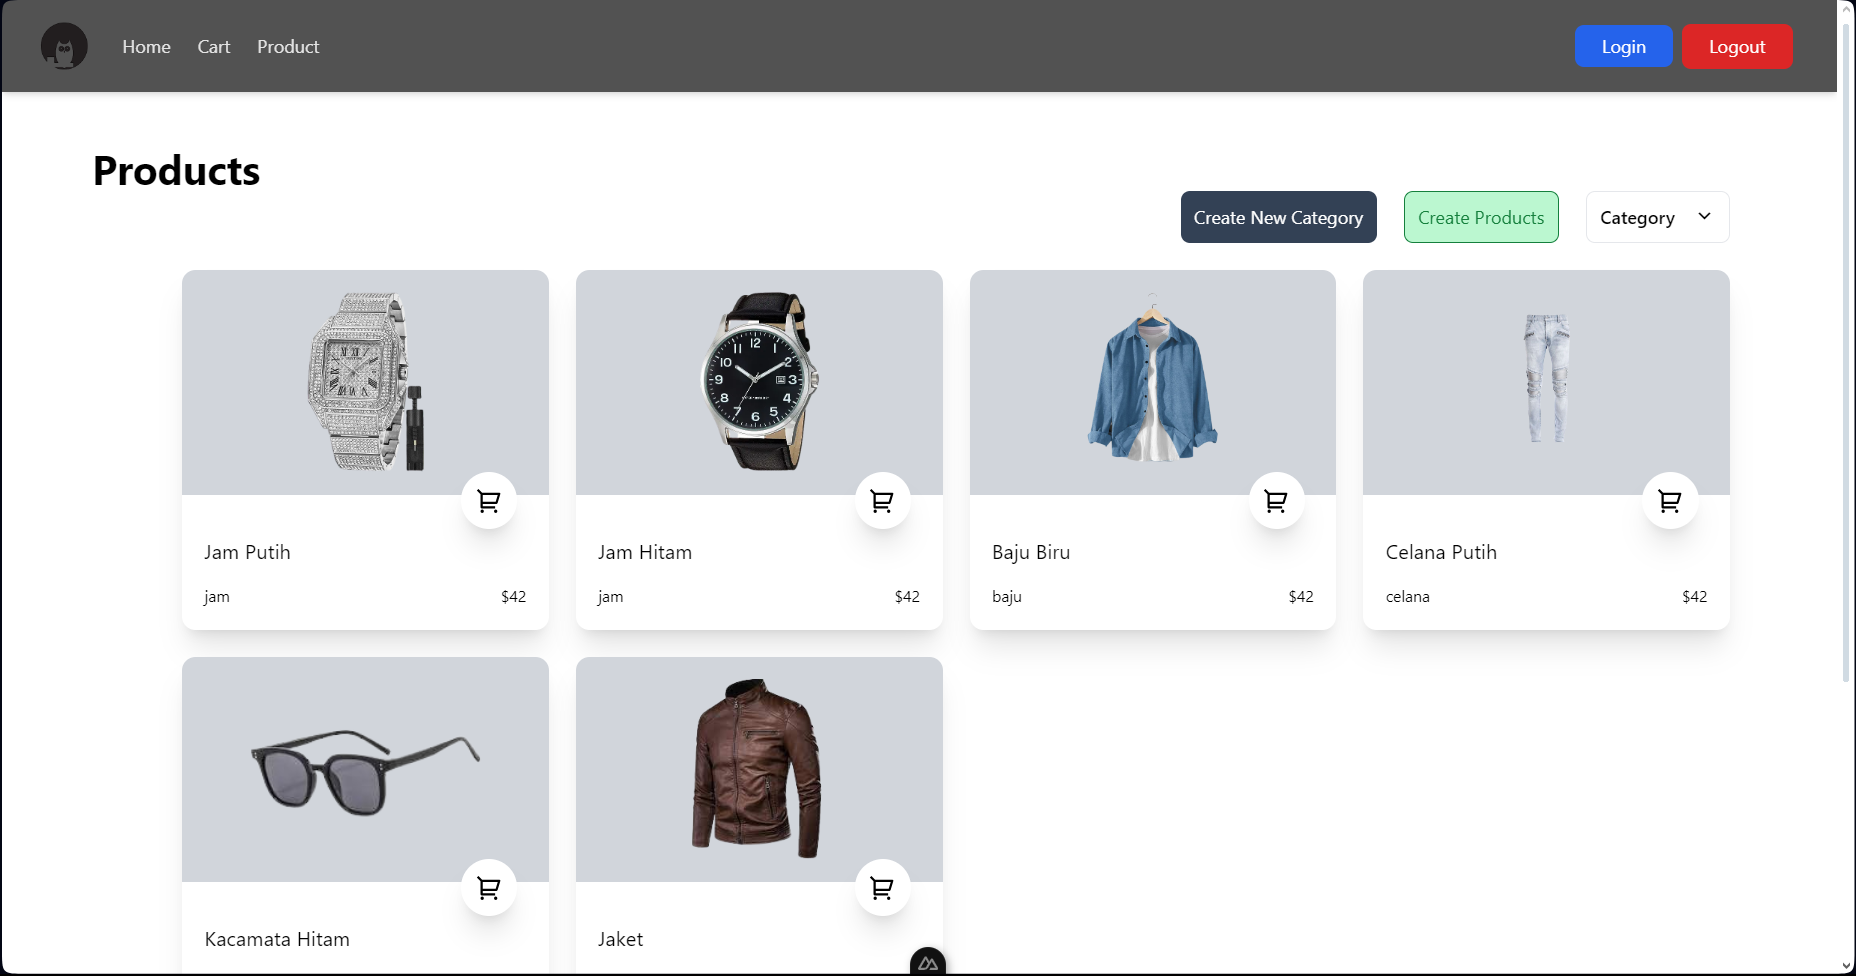 Home Cart Product Login Logout
Products
Create New Category Create Products Category
Jam Putih
jam $42
Jam Hitam
jam $42
Baju Biru
baju $42
Celana Putih
celana $42
Kacamata Hitam
Jaket